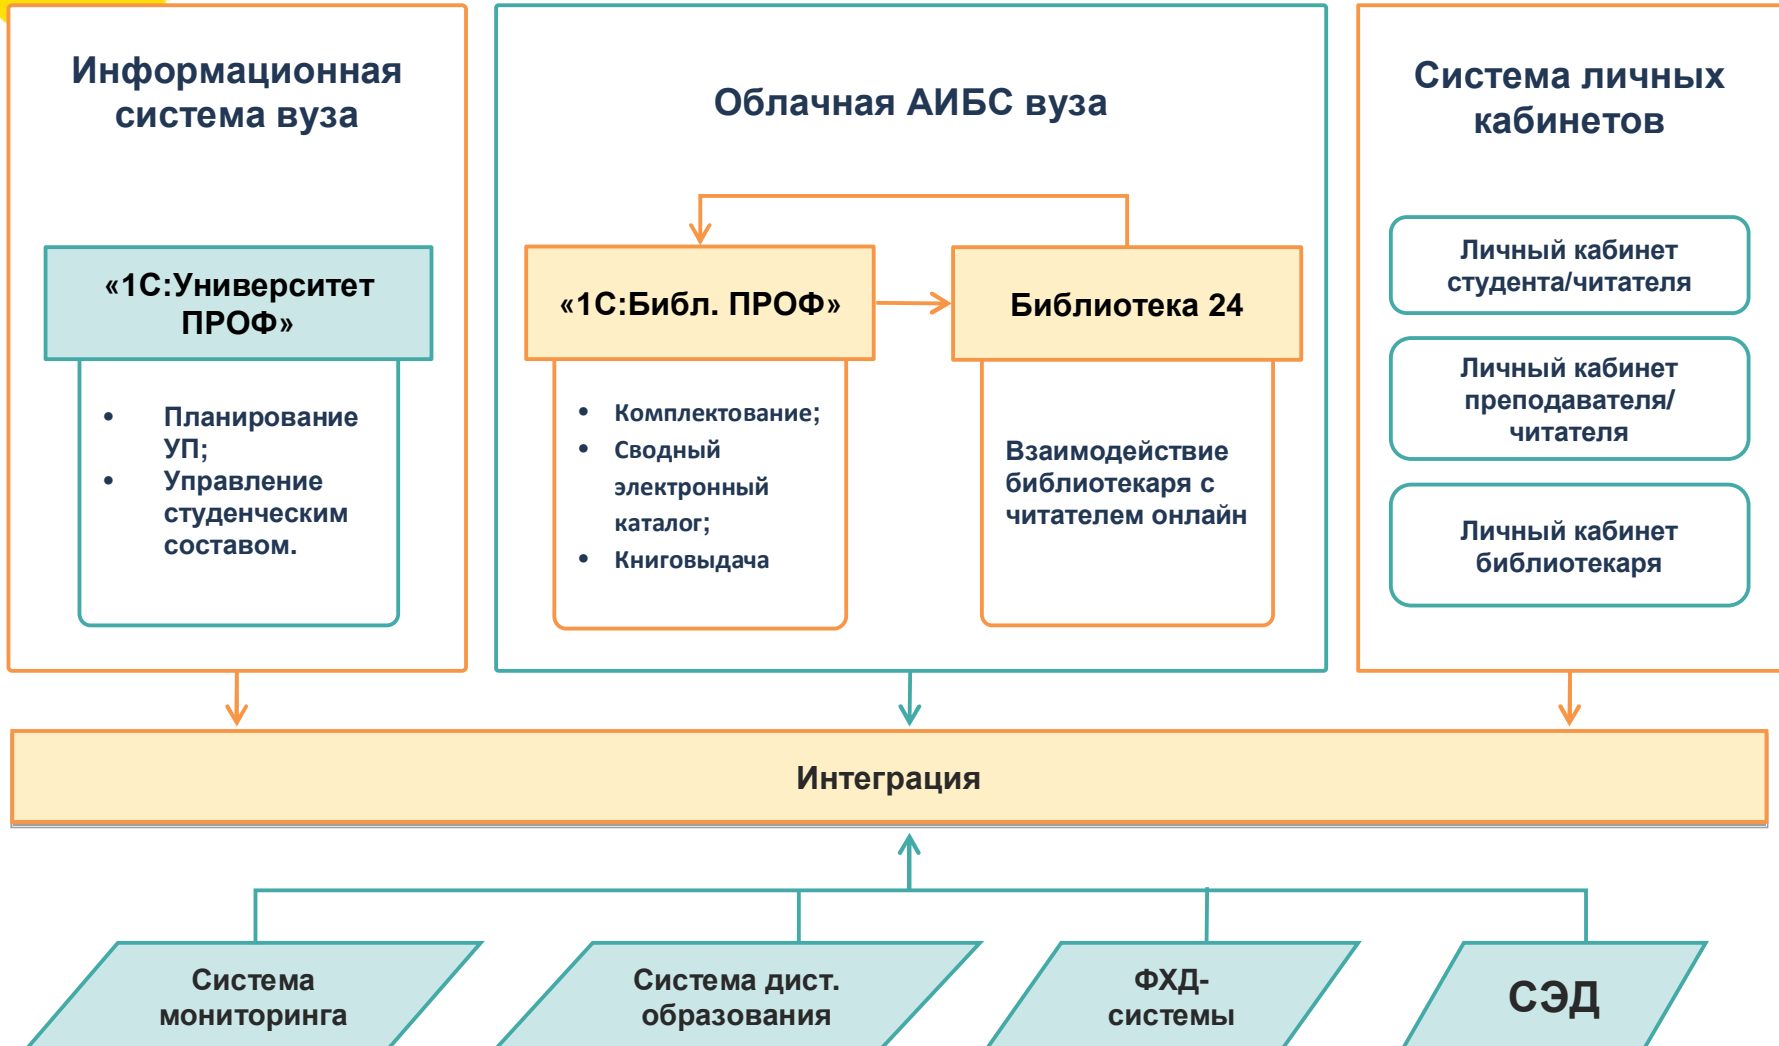 Информационная
система вуза
«1С:Университет
ПРОФ»
• Планирование
УП;
• Управление
студенческим
составом.
Облачная АИБС вуза
«1С:Библ. ПРОФ»
• Комплектование;
• Сводный
электронный
каталог;
• Книговыдача
Библиотека 24
Взаимодействие
библиотекаря с
читателем онлайн
Система личных
кабинетов
Личный кабинет
студента/читателя
Личный кабинет
преподавателя/
читателя
Личный кабинет
библиотекаря
Интеграция
Система
мониторинга
Система дист.
образования
ФХД-
системы
СЭД